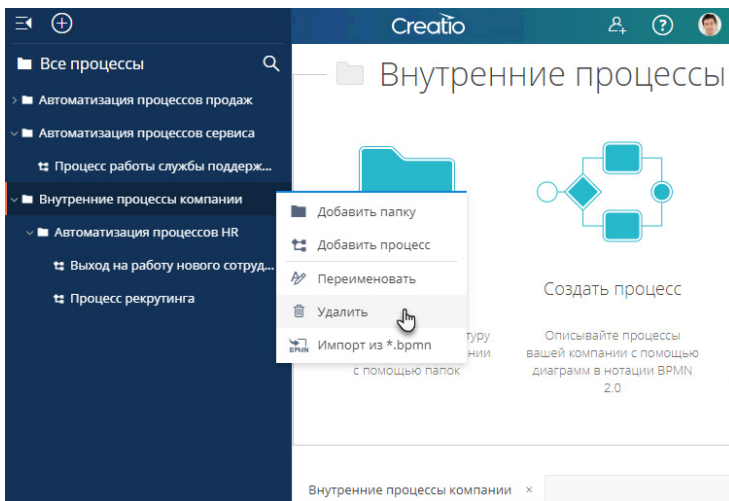 Creatio
Все процессы
Автоматизация процессов продаж
Автоматизация процессов сервиса
Процесс работы службы поддерж...
Внутренние процессы компании
Автоматизация процессов HR
Выход на работу нового сотруд...
Процесс рекрутинга
Добавить папку
Добавить процесс
Переименовать
Удалить
BPMN Импорт из *.bpmn
Внутренние процессы
туру
нии
с помощью папок
Создать процесс
Описывайте процессы
вашей компании с помощью
диаграмм в нотации BPMN
2.0
Внутренние процессы компании ×